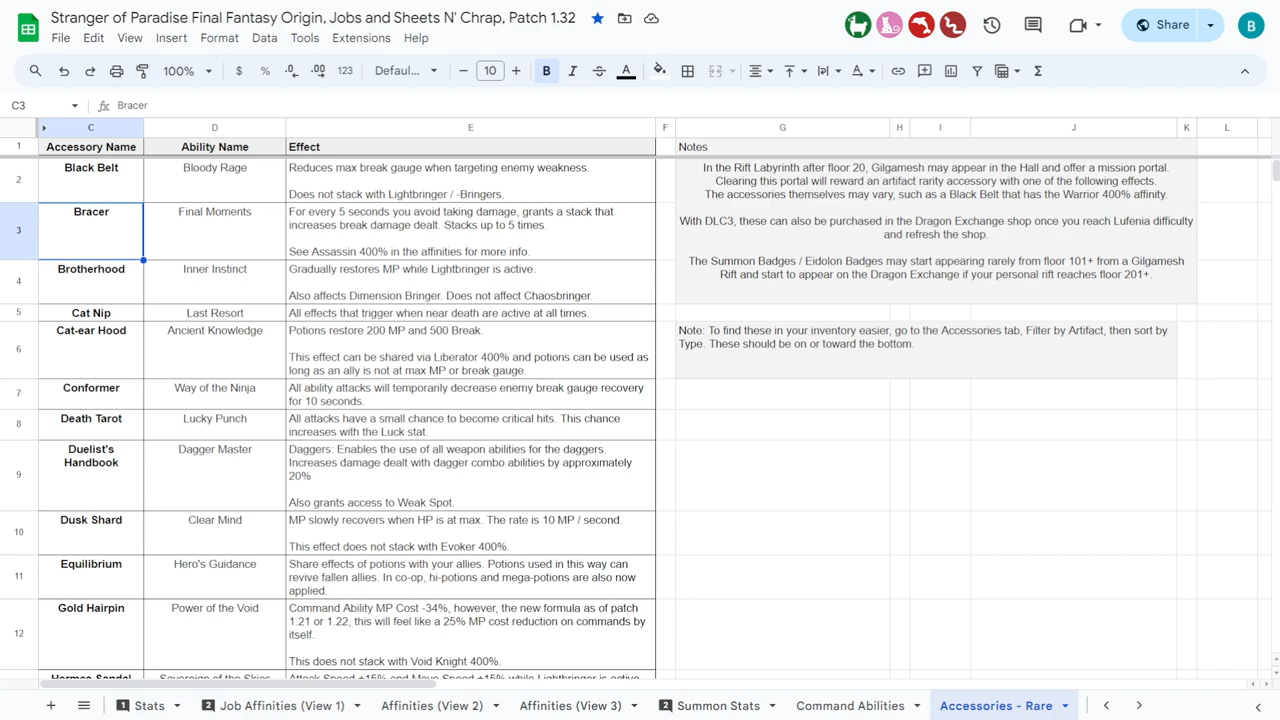 Stranger of Paradise Final Fantasy Origin, Jobs and Sheets N' Chrap, Patch 1.32
File Edit View Insert Format Data Tools Extensions Help
Share
B
100% $ % .0 .00 123 Defaul... 10 B I A
C3 Bracer
C D E F G H I J K L
1 Accessory Name Ability Name Effect Notes
2 Black Belt Bloody Rage
Reduces max break gauge when targeting enemy weakness.
Does not stack with Lightbringer / -Bringers.
In the Rift Labyrinth after floor 20, Gilgamesh may appear in the Hall and offer a mission portal.
Clearing this portal will reward an artifact rarity accessory with one of the following effects.
The accessories themselves may vary, such as a Black Belt that has the Warrior 400% affinity.
With DLC3, these can also be purchased in the Dragon Exchange shop once you reach Lufenia difficulty
and refresh the shop.
The Summon Badges / Eidolon Badges may start appearing rarely from floor 101+ from a Gilgamesh
Rift and start to appear on the Dragon Exchange if your personal rift reaches floor 201+.
3 Bracer Final Moments
For every 5 seconds you avoid taking damage, grants a stack that
increases break damage dealt. Stacks up to 5 times.
See Assassin 400% in the affinities for more info.
4 Brotherhood Inner Instinct
Gradually restores MP while Lightbringer is active.
Also affects Dimension Bringer. Does not affect Chaosbringer.
5 Cat Nip Last Resort All effects that trigger when near death are active at all times.
6 Cat-ear Hood Ancient Knowledge
Potions restore 200 MP and 500 Break.
This effect can be shared via Liberator 400% and potions can be used as
long as an ally is not at max MP or break gauge.
Note: To find these in your inventory easier, go to the Accessories tab, Filter by Artifact, then sort by
Type. These should be on or toward the bottom.
7 Conformer Way of the Ninja
All ability attacks will temporarily decrease enemy break gauge recovery
for 10 seconds.
8 Death Tarot Lucky Punch
All attacks have a small chance to become critical hits. This chance
increases with the Luck stat.
9 Duelist's
Handbook
Dagger Master
Daggers: Enables the use of all weapon abilities for the daggers.
Increases damage dealt with dagger combo abilities by approximately
20%
Also grants access to Weak Spot.
10 Dusk Shard Clear Mind
MP slowly recovers when HP is at max. The rate is 10 MP / second.
This effect does not stack with Evoker 400%.
11 Equilibrium Hero's Guidance
Share effects of potions with your allies. Potions used in this way can
revive fallen allies. In co-op, hi-potions and mega-potions are also now
applied.
12 Gold Hairpin Power of the Void
Command Ability MP Cost -34%, however, the new formula as of patch
1.21 or 1.22, this will feel like a 25% MP cost reduction on commands by
itself.
This does not stack with Void Knight 400%.
Hermes Sandal Sovereign of the Skies Attack Speed +15% and Move Speed +15% while Lightbringer is active
1 Stats 2 Job Affinities (View 1) Affinities (View 2) Affinities (View 3) 2 Summon Stats Command Abilities Accessories - Rare